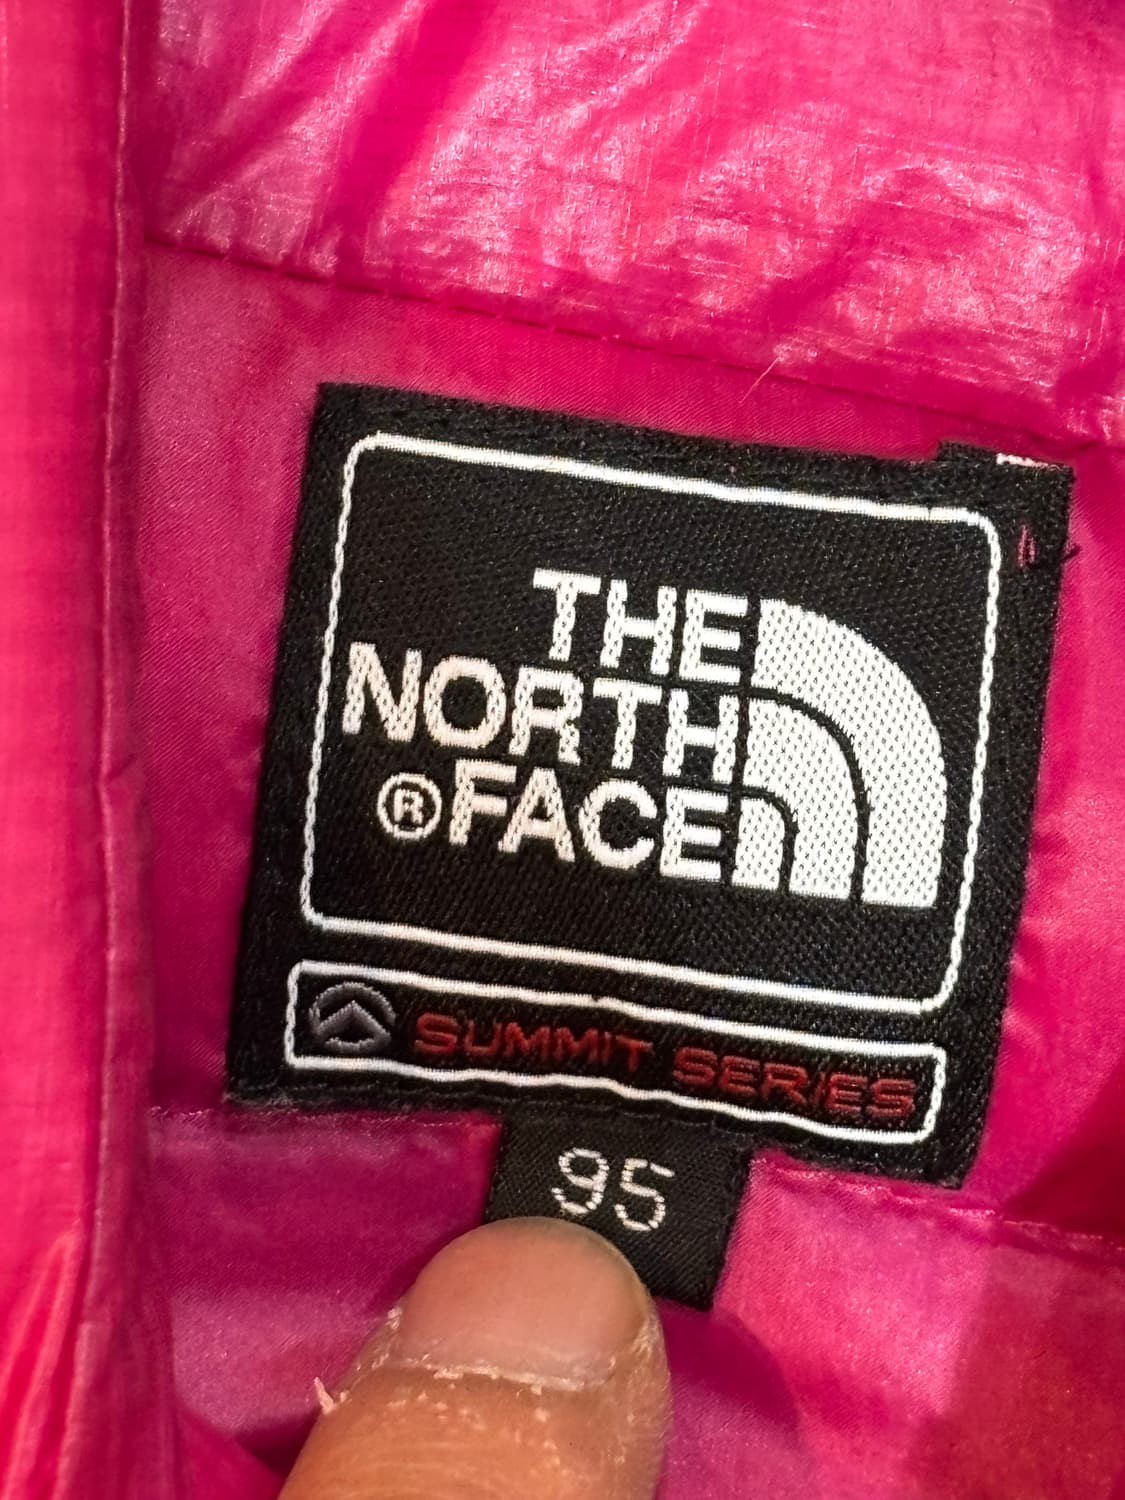 THE
NORTH
®FACE
SUMMIT SERIES
95